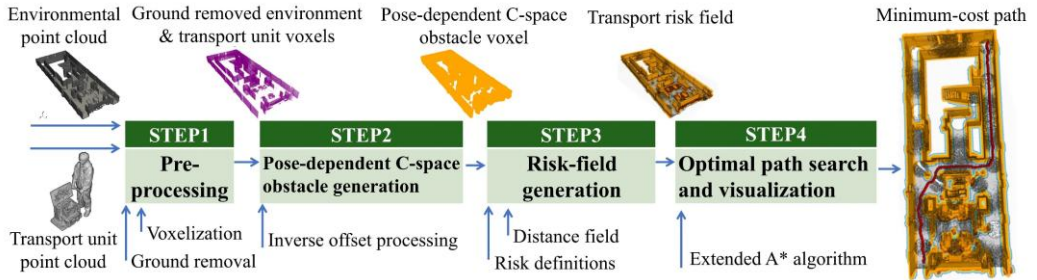 Environmental
point cloud
Ground removed environment
& transport unit voxels
Pose-dependent C-space
obstacle voxel
Transport risk field
Minimum-cost path
STEP1
Pre-
processing
STEP2
Pose-dependent C-space
obstacle generation
STEP3
Risk-field
generation
STEP4
Optimal path search
and visualization
Transport unit
point cloud
Voxelization
Ground removal
Inverse offset processing
Distance field
Risk definitions
Extended A* algorithm